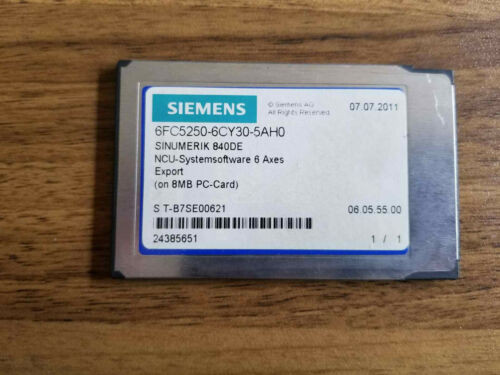 SIEMENS
© Siemens AG
All Rights Reserved.
07.07.2011
6FC5250-6CY30-5AH0
SINUMERIK 840DE
NCU-Systemsoftware 6 Axes
Export
(on 8MB PC-Card)
S T-B7SE00621
06.05.55.00
24385651
1 / 1